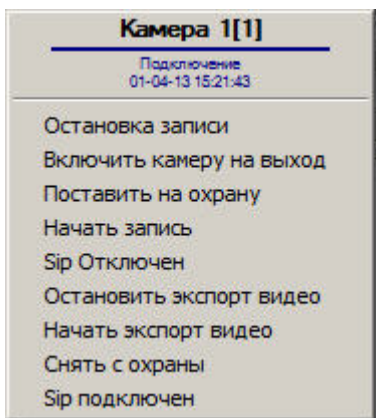 Камера 1[1]
Подключение
01-04-13 15:21:43
Остановка записи
Включить камеру на выход
Поставить на охрану
Начать запись
Sip Отключен
Остановить экспорт видео
Начать экспорт видео
Снять с охраны
Sip подключен